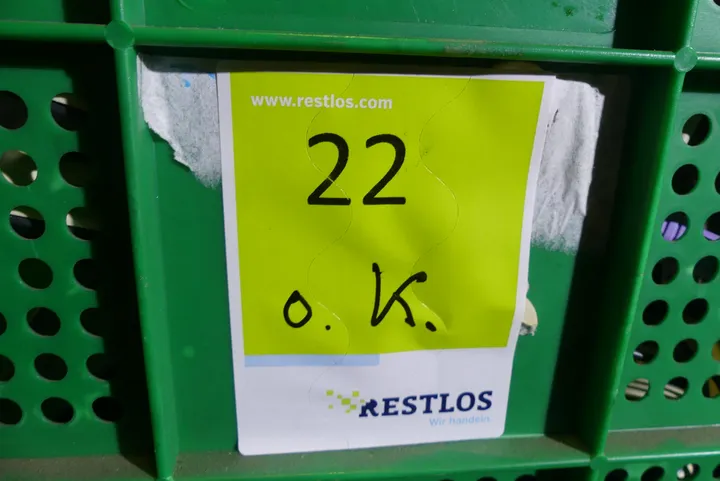 www.restlos.com
22
o. K.
RESTLOS
Wir handeln.